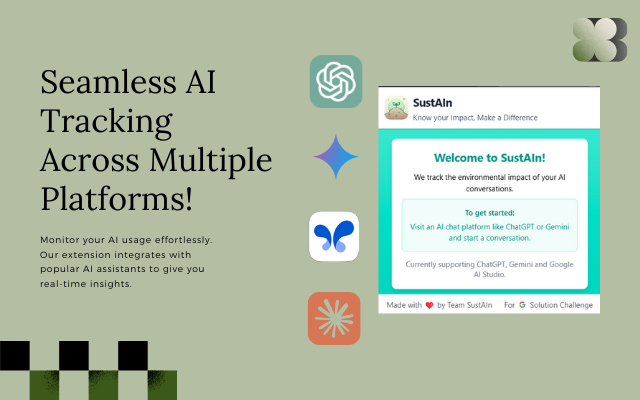 Seamless AI
Tracking
Across Multiple
Platforms!
Monitor your AI usage effortlessly.
Our extension integrates with
popular AI assistants to give you
real-time insights.
SustAIn
Know your Impact, Make a Difference
Welcome to SustAIn!
We track the environmental impact of your AI
conversations.
To get started:
Visit an AI chat platform like ChatGPT or Gemini
and start a conversation.
Currently supporting ChatGPT, Gemini and Google
AI Studio.
Made with ❤️ by Team SustAIn For G Solution Challenge